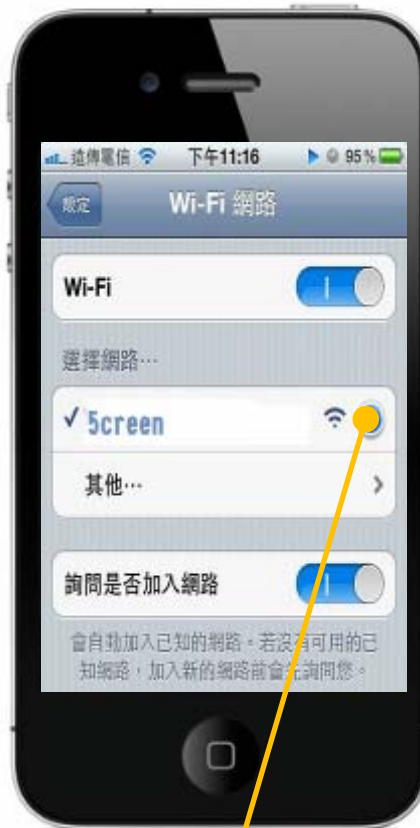 遠傳電信 下午11:16 95%
設定 Wi-Fi 網路
Wi-Fi
選擇網路…
5creen
其他…
詢問是否加入網路
會自動加入已知的網路。若沒有可用的已
知網路，加入新的網路前會先詢問您。